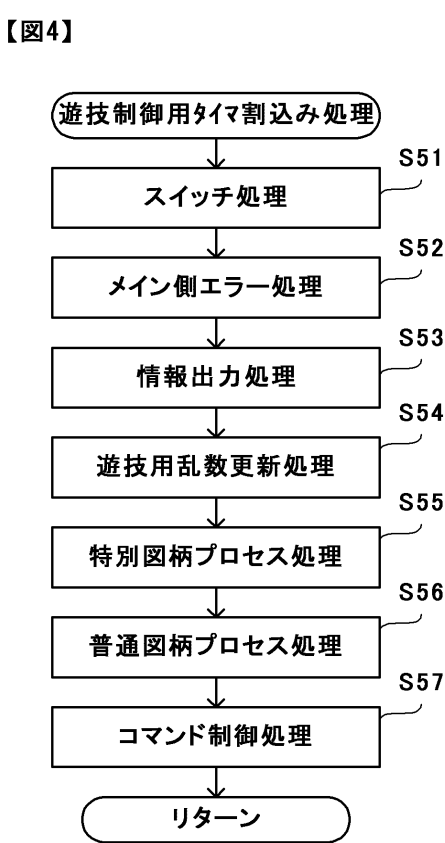 【図4】
遊技制御用ﾀｲﾏ割込み処理
S51
スイッチ処理
S52
メイン側エラー処理
S53
情報出力処理
S54
遊技用乱数更新処理
S55
特別図柄プロセス処理
S56
普通図柄プロセス処理
S57
コマンド制御処理
リターン